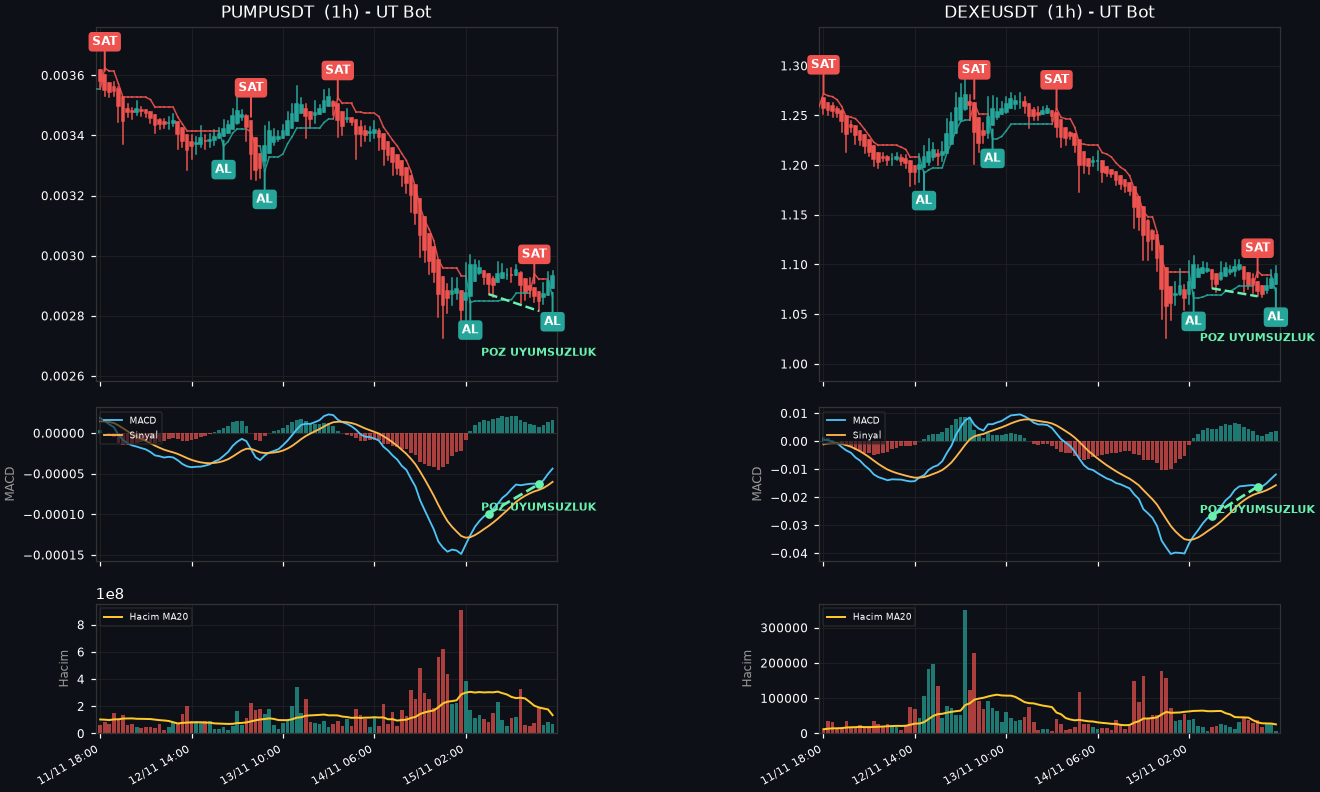 PUMPUSDT (1h) - UT Bot
SAT
SAT
SAT
SAT
AL
AL
AL
AL
POZ UYUMSUZLUK
0.0036
0.0034
0.0032
0.0030
0.0028
0.0026
MACD
Sinyal
MACD
0.00000
−0.00005
−0.00010
−0.00015
POZ UYUMSUZLUK
1e8
Hacim MA20
Hacim
8
6
4
2
0
11/11 18:00
12/11 14:00
13/11 10:00
14/11 06:00
15/11 02:00
DEXEUSDT (1h) - UT Bot
SAT
SAT
SAT
SAT
AL
AL
AL
AL
POZ UYUMSUZLUK
1.30
1.25
1.20
1.15
1.10
1.05
1.00
MACD
Sinyal
MACD
0.01
0.00
−0.01
−0.02
−0.03
−0.04
POZ UYUMSUZLUK
Hacim MA20
Hacim
300000
200000
100000
0
11/11 18:00
12/11 14:00
13/11 10:00
14/11 06:00
15/11 02:00